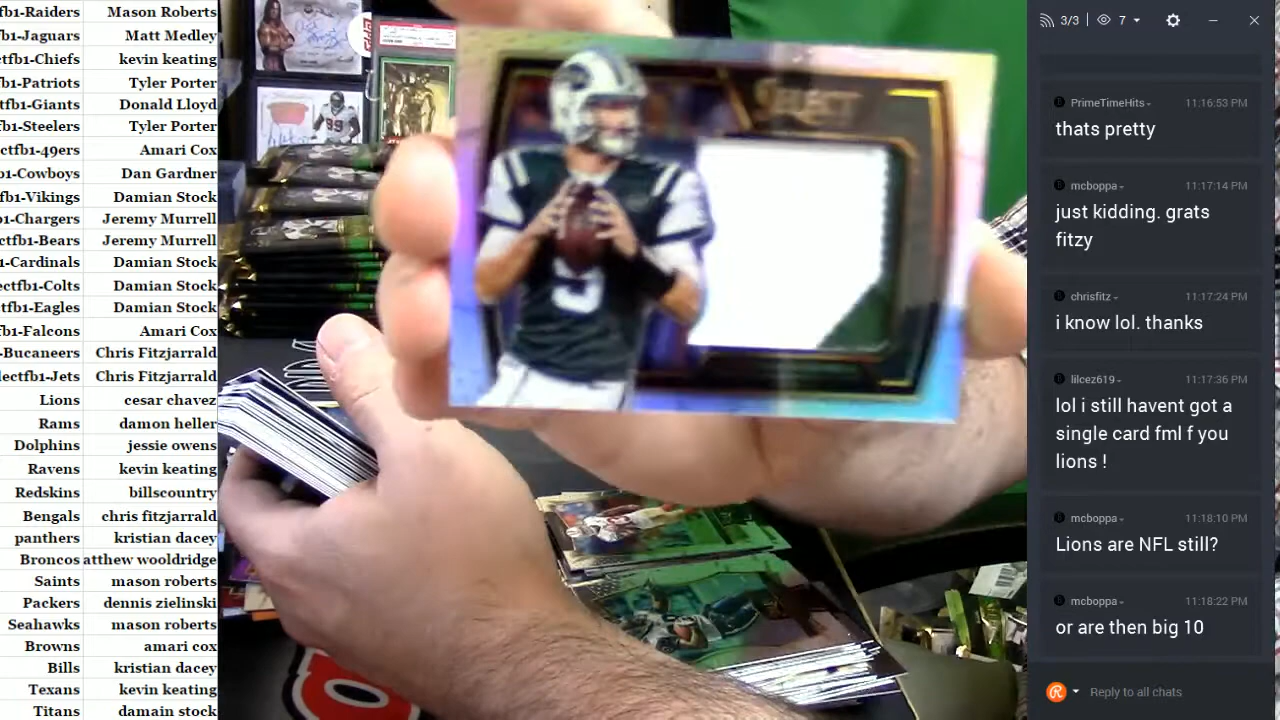 fb1-Raiders Mason Roberts
fb1-Jaguars Matt Medley
ctfb1-Chiefs kevin keating
fb1-Patriots Tyler Porter
ctfb1-Giants Donald Lloyd
fb1-Steelers Tyler Porter
ctfb1-49ers Amari Cox
b1-Cowboys Dan Gardner
fb1-Vikings Damian Stock
b1-Chargers Jeremy Murrell
ctfb1-Bears Jeremy Murrell
1-Cardinals Damian Stock
ectfb1-Colts Damian Stock
ctfb1-Eagles Damian Stock
fb1-Falcons Amari Cox
-Bucaneers Chris Fitzjarrald
lectfb1-Jets Chris Fitzjarrald
Lions cesar chavez
Rams damon heller
Dolphins jessie owens
Ravens kevin keating
Redskins billscountry
Bengals chris fitzjarrald
panthers kristian dacey
Broncos atthew wooldridge
Saints mason roberts
Packers dennis zielinski
Seahawks mason roberts
Browns amari cox
Bills kristian dacey
Texans kevin keating
Titans damain stock
SELECT
99
3/3 7
PrimeTimeHits 11:16:53 PM
thats pretty
mcboppa 11:17:14 PM
just kidding. grats
fitzy
chrisfitz 11:17:24 PM
i know lol. thanks
lilcez619 11:17:36 PM
lol i still havent got a
single card fml f you
lions !
mcboppa 11:18:10 PM
Lions are NFL still?
mcboppa 11:18:22 PM
or are then big 10
Reply to all chats